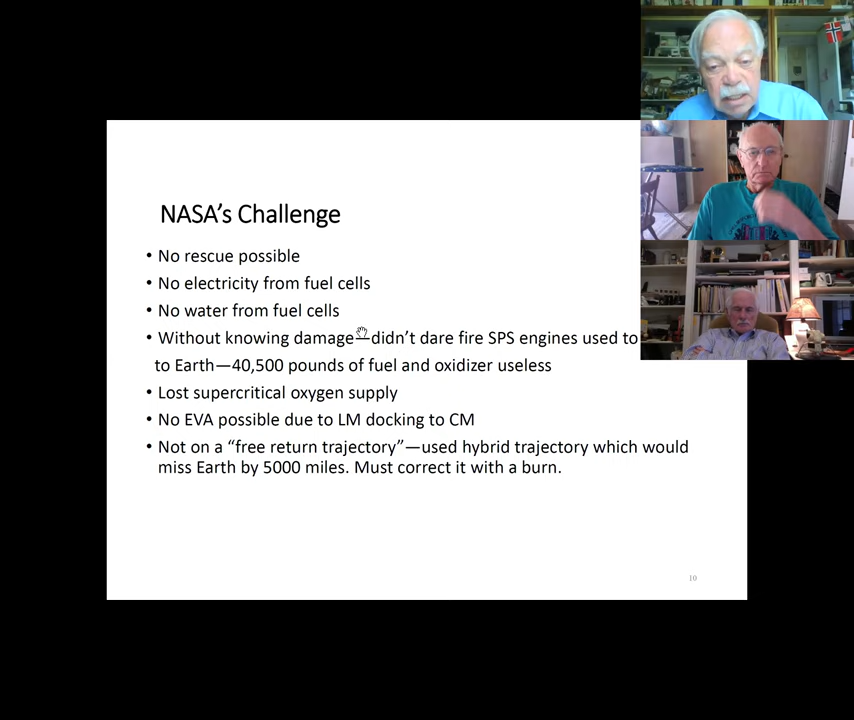 NASA's Challenge
• No rescue possible
• No electricity from fuel cells
• No water from fuel cells
• Without knowing damage—didn't dare fire SPS engines used to
to Earth—40,500 pounds of fuel and oxidizer useless
• Lost supercritical oxygen supply
• No EVA possible due to LM docking to CM
• Not on a “free return trajectory”—used hybrid trajectory which would
miss Earth by 5000 miles. Must correct it with a burn.
10